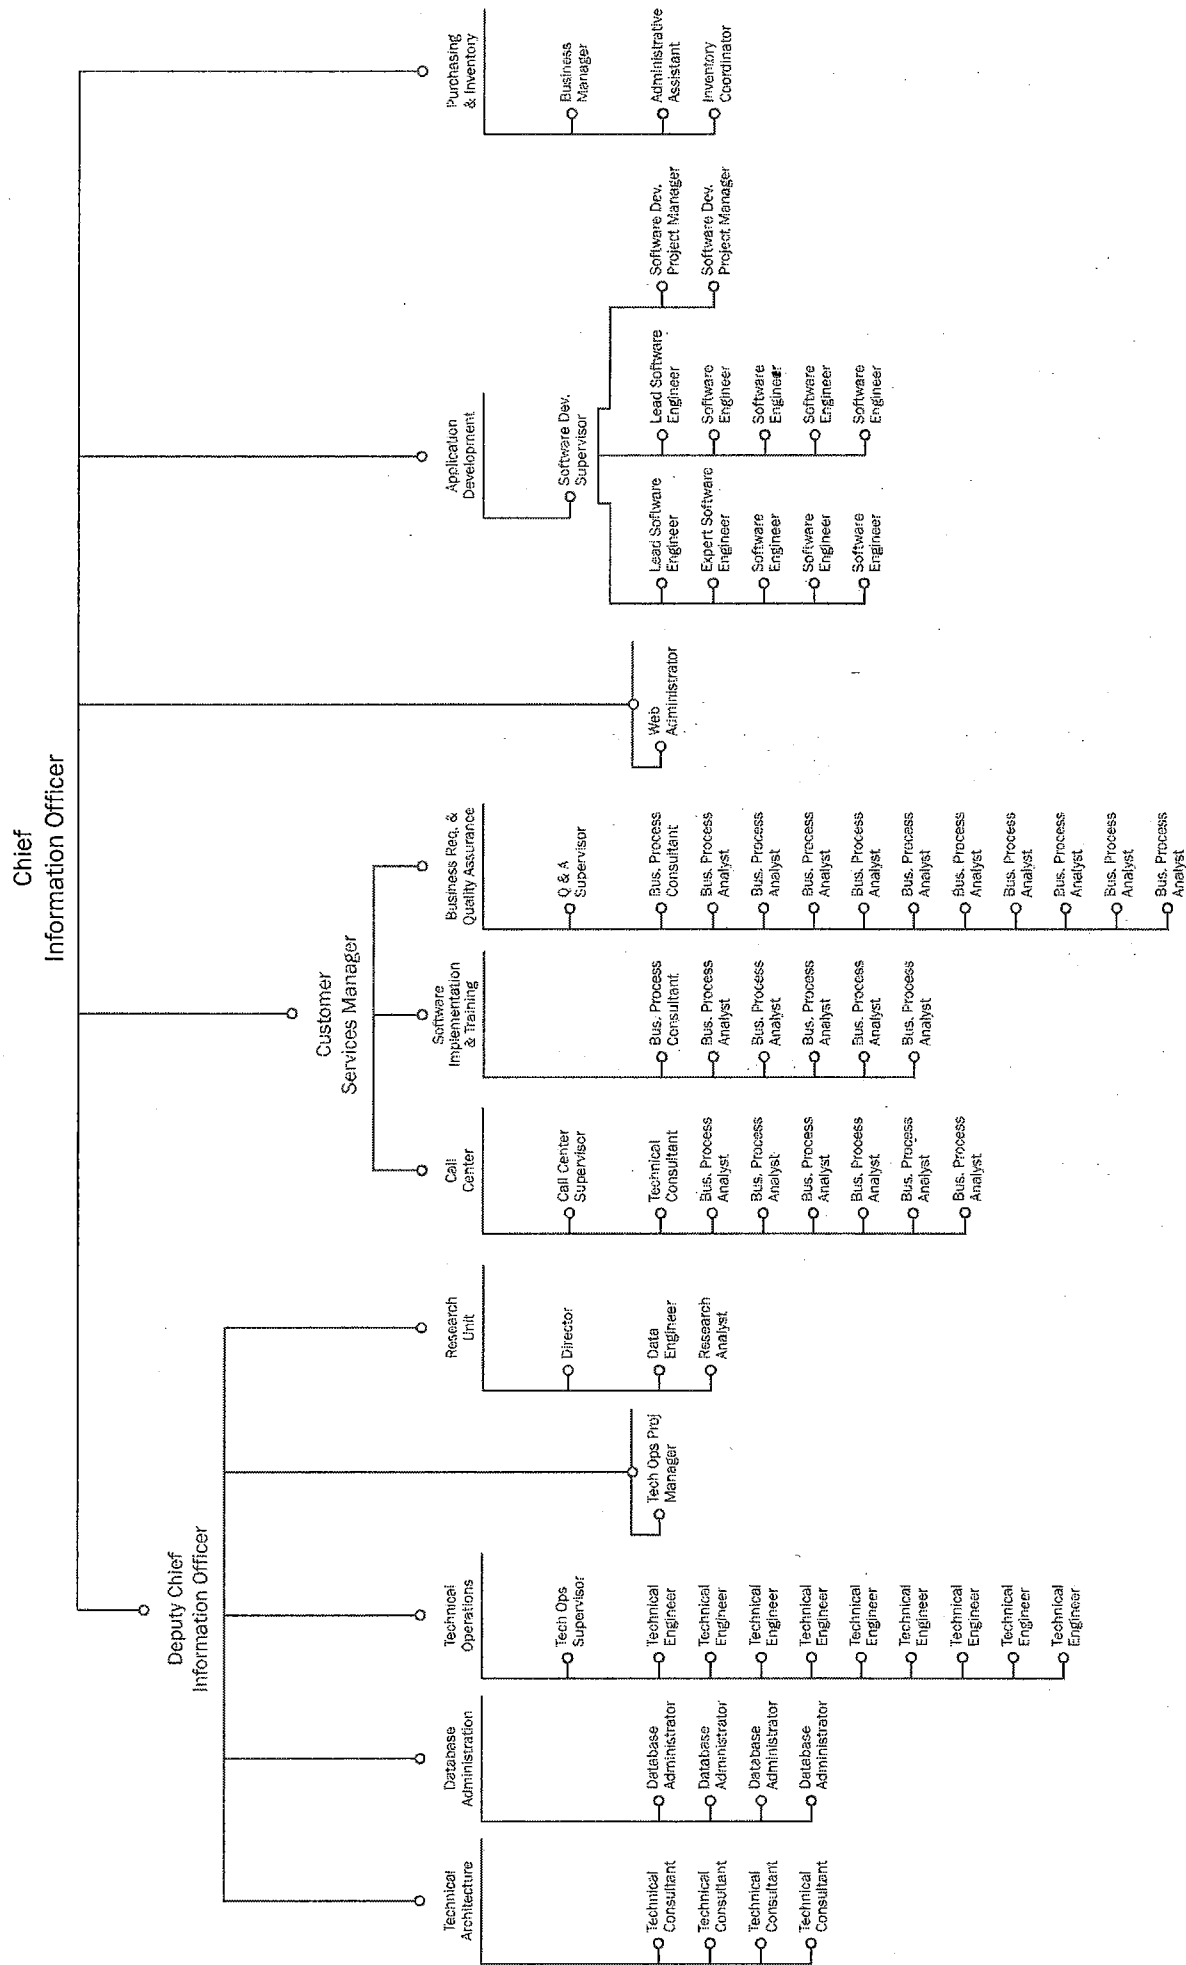 Chief
Information Officer
Deputy Chief
Information Officer
Technical
Architecture
Technical
Consultant
Technical
Consultant
Technical
Consultant
Technical
Consultant
Database
Administration
Database
Administrator
Database
Administrator
Database
Administrator
Database
Administrator
Technical
Operations
Tech Ops
Supervisor
Technical
Engineer
Technical
Engineer
Technical
Engineer
Technical
Engineer
Technical
Engineer
Technical
Engineer
Technical
Engineer
Technical
Engineer
Technical
Engineer
Tech Ops Proj
Manager
Research
Unit
Director
Data
Engineer
Research
Analyst
Customer
Services Manager
Call
Center
Call Center
Supervisor
Technical
Consultant
Bus. Process
Analyst
Bus. Process
Analyst
Bus. Process
Analyst
Bus. Process
Analyst
Bus. Process
Analyst
Bus. Process
Analyst
Software
Implementation
& Training
Bus. Process
Consultant
Bus. Process
Analyst
Bus. Process
Analyst
Bus. Process
Analyst
Bus. Process
Analyst
Bus. Process
Analyst
Business Req. &
Quality Assurance
Q & A
Supervisor
Bus. Process
Consultant
Bus. Process
Analyst
Bus. Process
Analyst
Bus. Process
Analyst
Bus. Process
Analyst
Bus. Process
Analyst
Bus. Process
Analyst
Bus. Process
Analyst
Bus. Process
Analyst
Bus. Process
Analyst
Bus. Process
Analyst
Web
Administrator
Application
Development
Software Dev.
Supervisor
Lead Software
Engineer
Expert Software
Engineer
Software
Engineer
Software
Engineer
Software
Engineer
Lead Software
Engineer
Software
Engineer
Software
Engineer
Software
Engineer
Software
Engineer
Software Dev.
Project Manager
Software Dev.
Project Manager
Purchasing
& Inventory
Business
Manager
Administrative
Assistant
Inventory
Coordinator